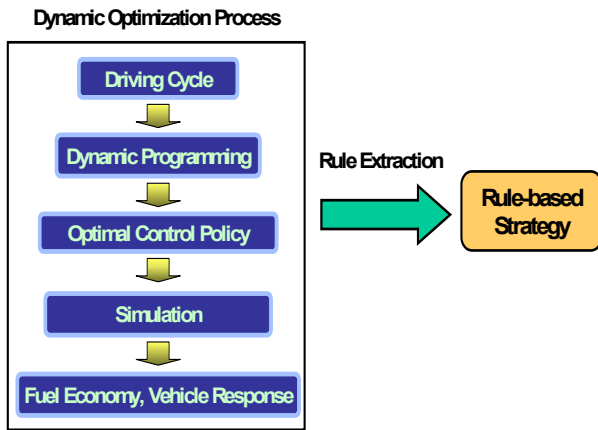 Dynamic Optimization Process
Driving Cycle
Dynamic Programming
Optimal Control Policy
Simulation
Fuel Economy, Vehicle Response
Rule Extraction
Rule-based
Strategy